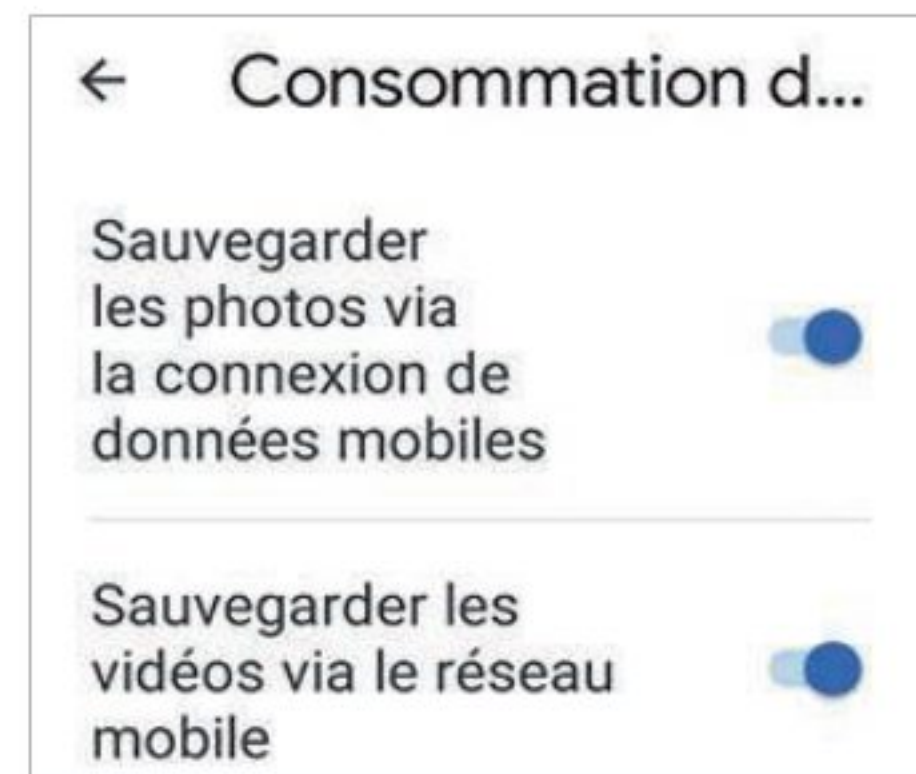 Consommation d...
Sauvegarder
les photos via
la connexion de
données mobiles
Sauvegarder les
vidéos via le réseau
mobile